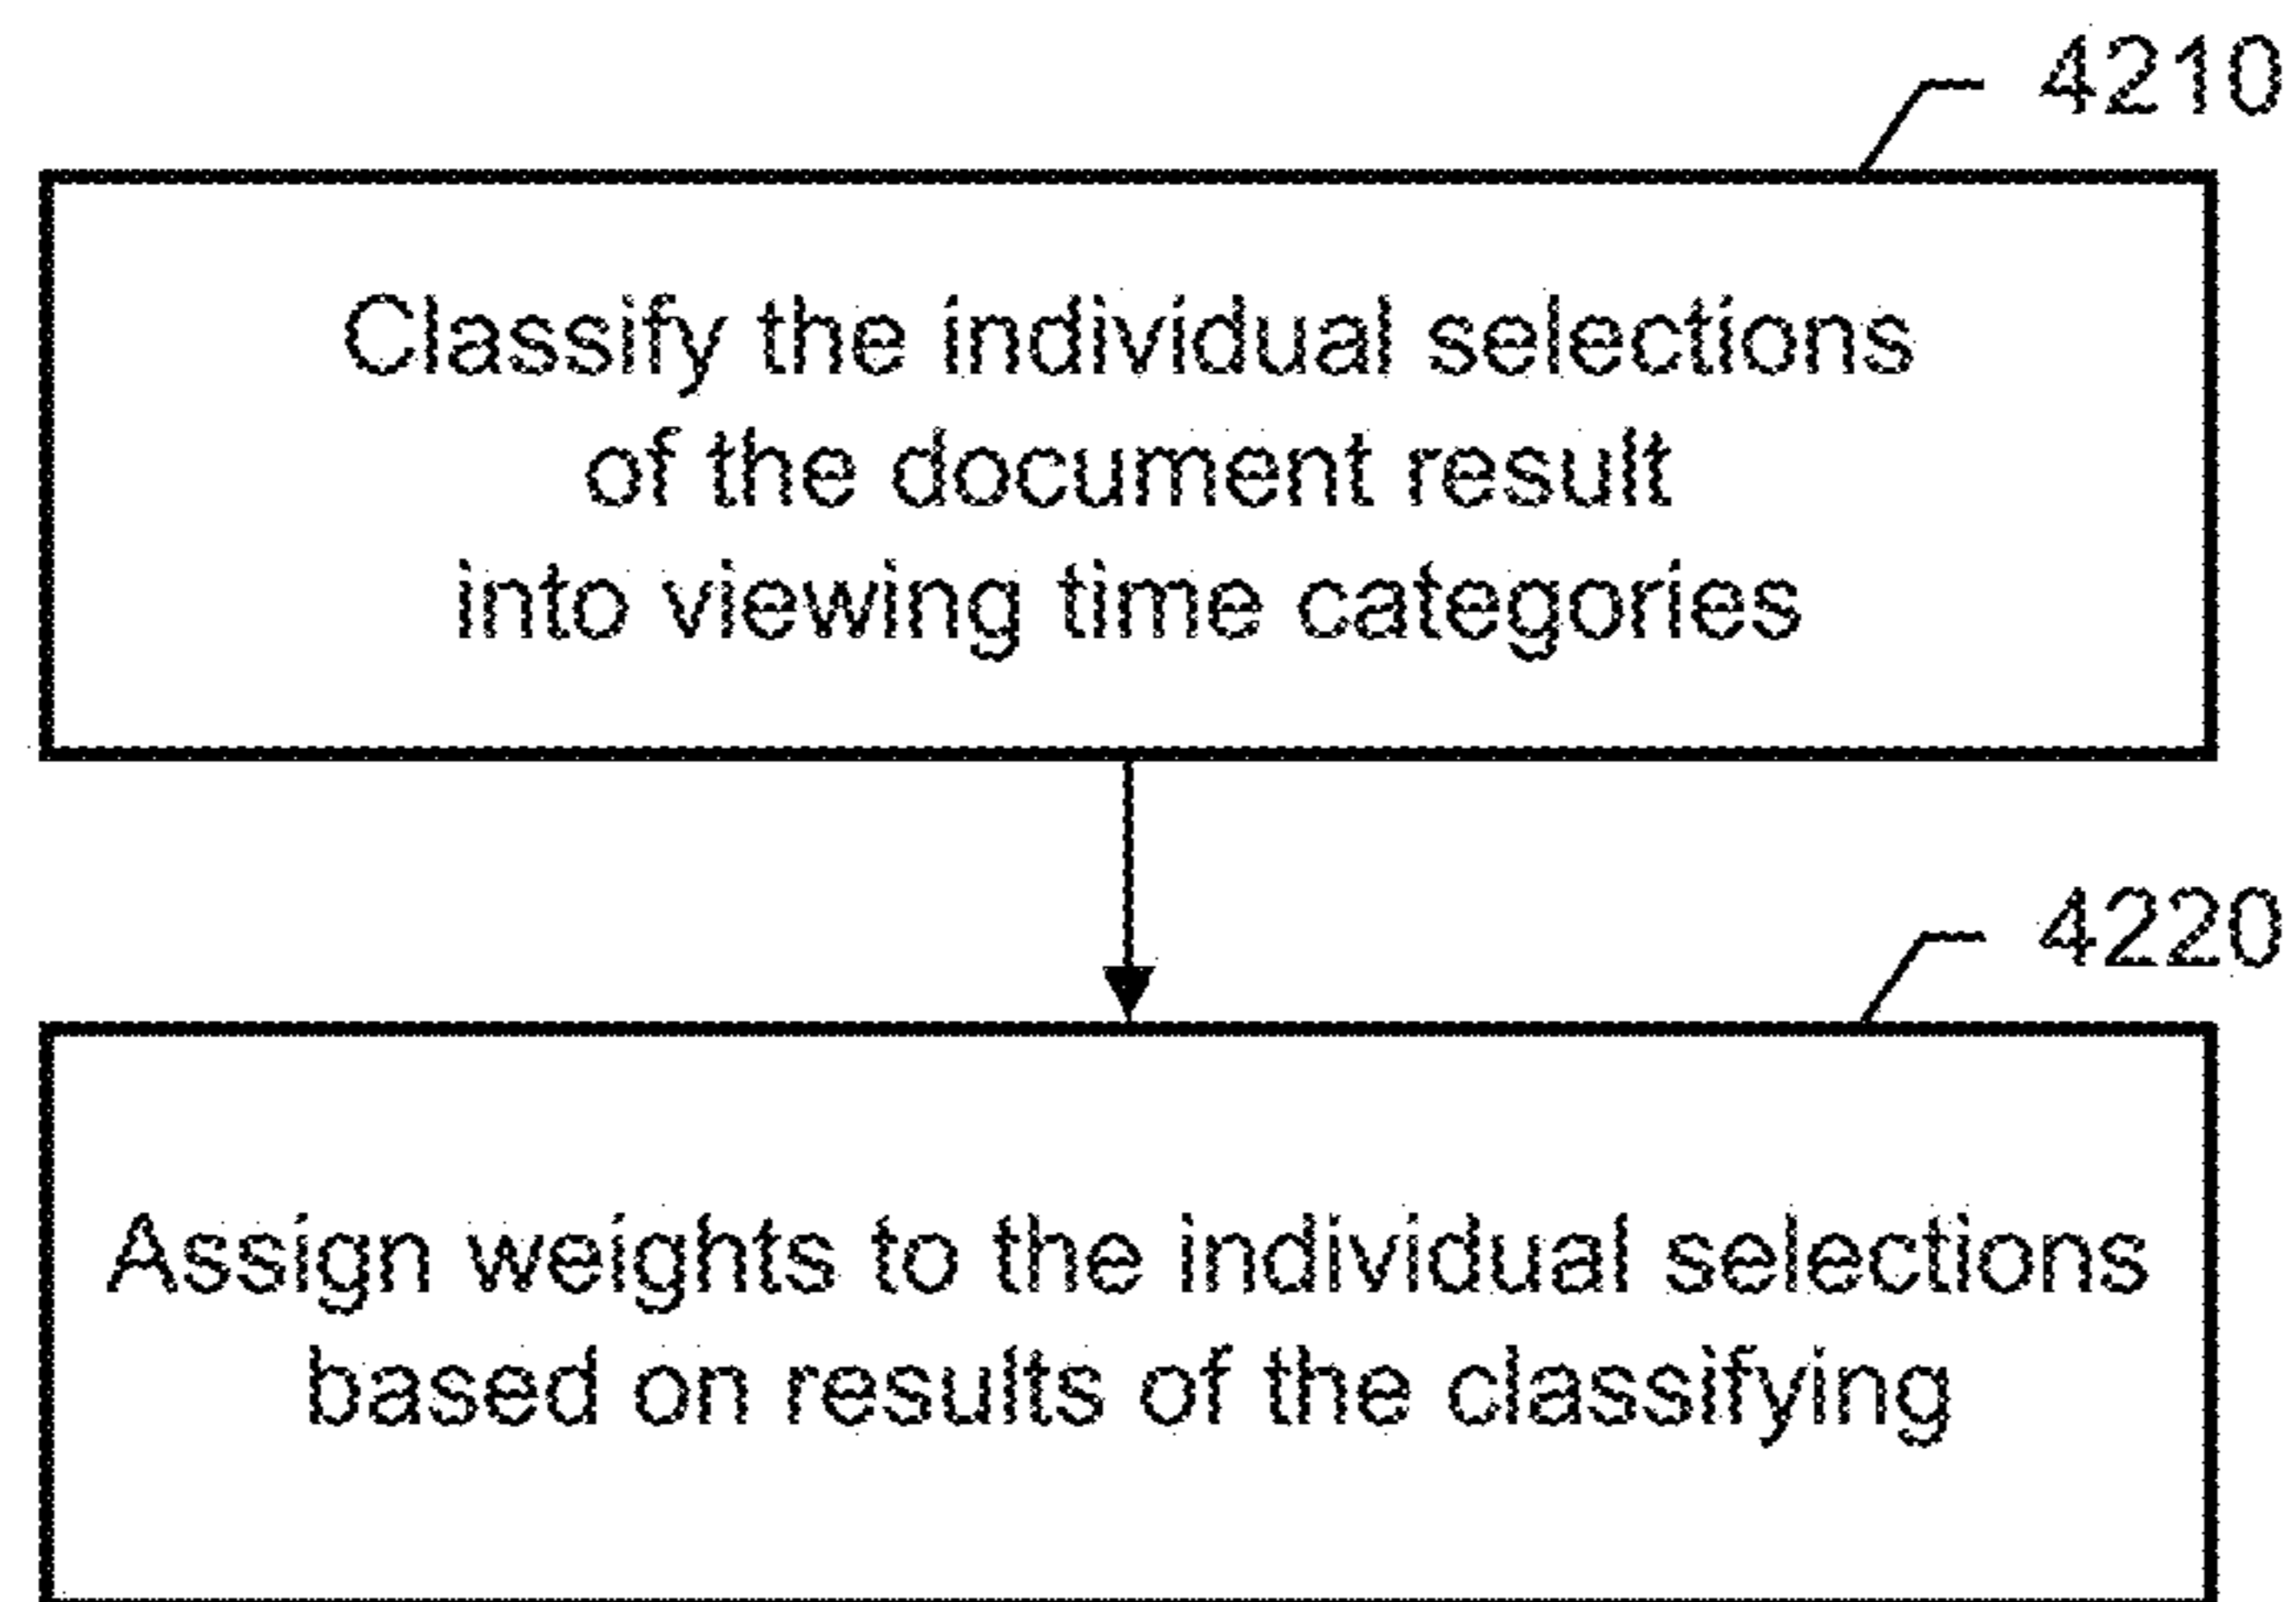 4210
Classify the individual selections
of the document result
into viewing time categories
4220
Assign weights to the individual selections
based on results of the classifying